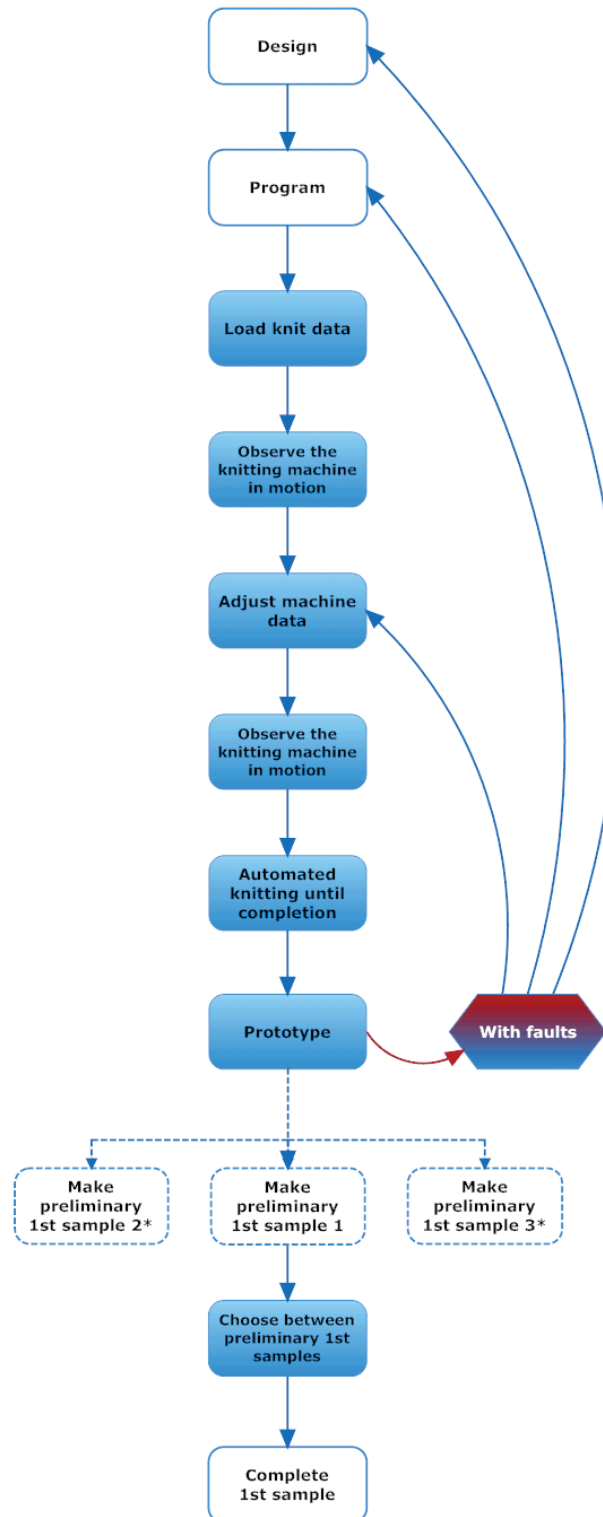 Design
Program
Load knit data
Observe the
knitting machine
in motion
Adjust machine
data
Observe the
knitting machine
in motion
Automated
knitting until
completion
Prototype
With faults
Make
preliminary
1st sample 2*
Make
preliminary
1st sample 1
Make
preliminary
1st sample 3*
Choose between
preliminary 1st
samples
Complete
1st sample